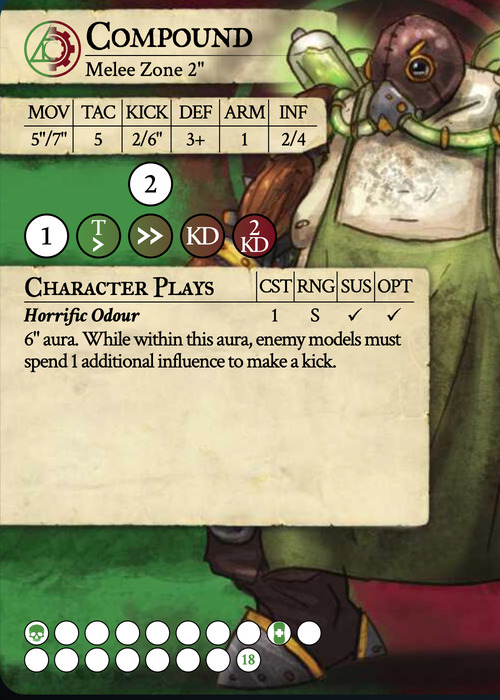 Compound
Melee Zone 2"
MOV TAC KICK DEF ARM INF
5"/7" 5 2/6" 3+ 1 2/4
2
1 T > >> KD 2 KD
Character Plays CST RNG SUS OPT
Horrific Odour 1 S ✓ ✓
6" aura. While within this aura, enemy models must
spend 1 additional influence to make a kick.
18